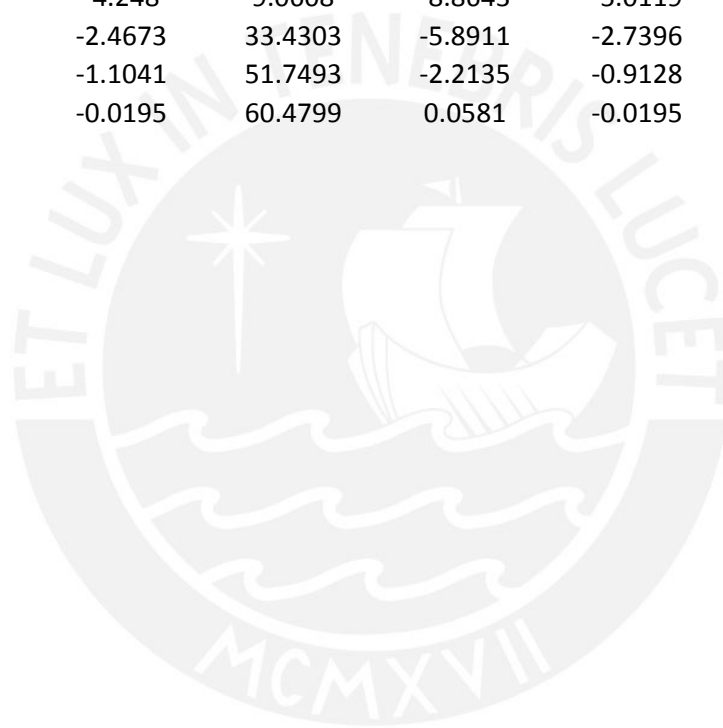 -2.4673 33.4303 -5.8911 -2.7396
-1.1041 51.7493 -2.2135 -0.9128
-0.0195 60.4799 0.0581 -0.0195
ET LUX IN TENEBRIS LUCET
MCMXVII